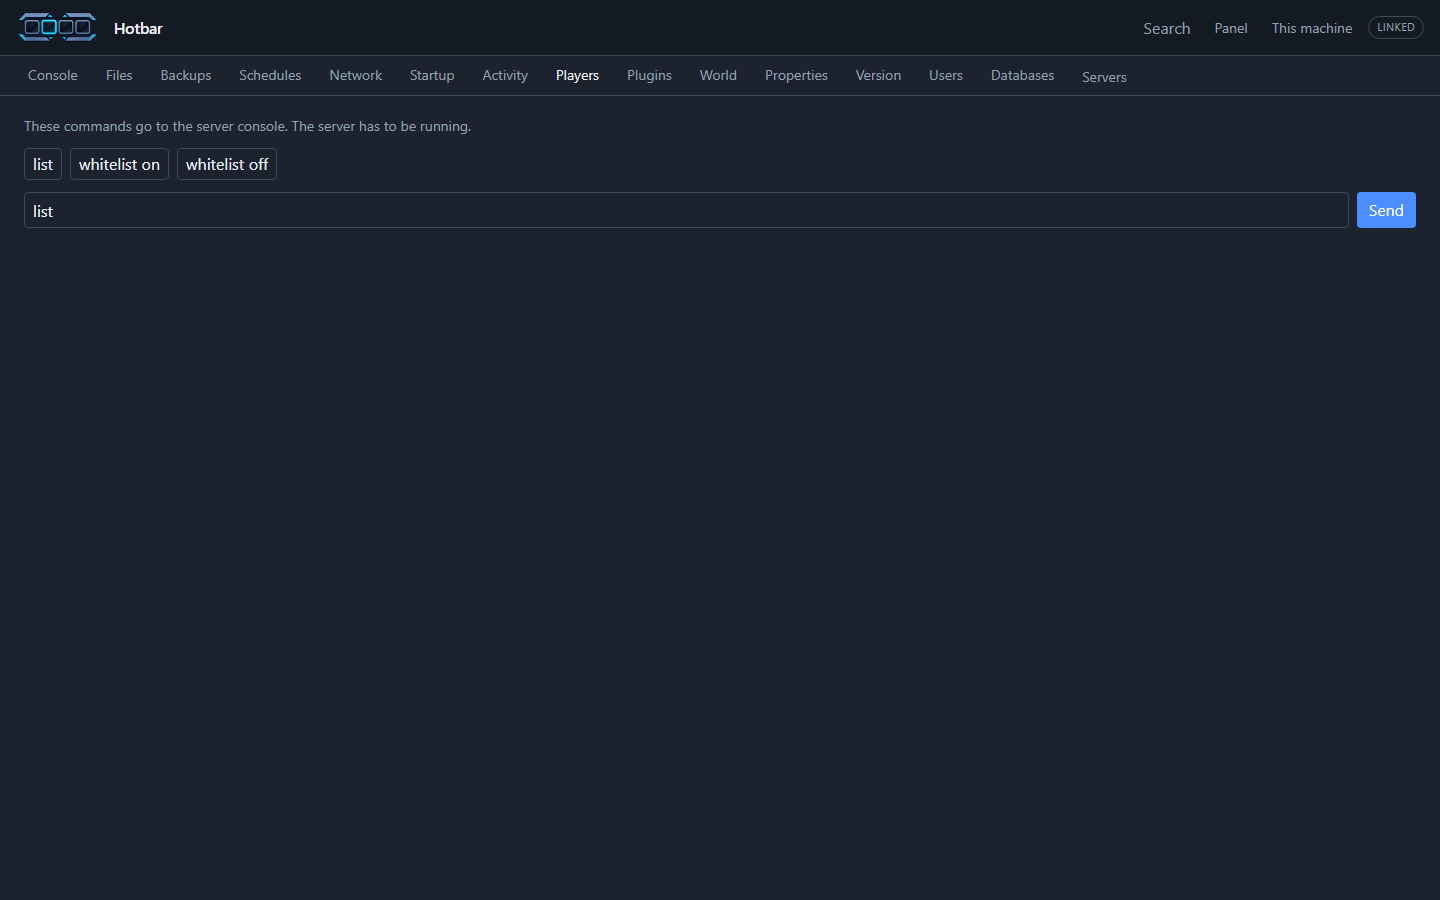 Hotbar Search Panel This machine LINKED
Console Files Backups Schedules Network Startup Activity Players Plugins World Properties Version Users Databases Servers
These commands go to the server console. The server has to be running.
list whitelist on whitelist off
list Send